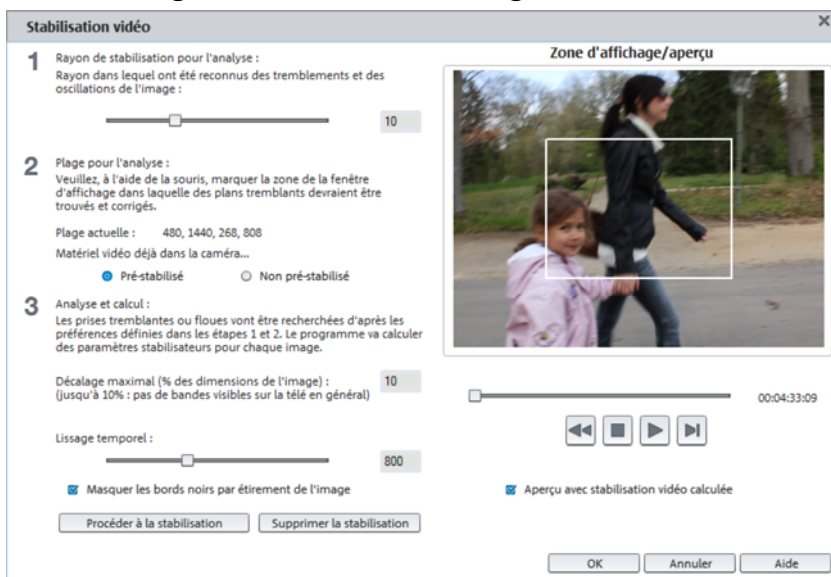 Stabilisation vidéo
1
Rayon de stabilisation pour l'analyse :
Rayon dans lequel ont été reconnus des tremblements et des
oscillations de l'image :
10
2
Plage pour l'analyse :
Veuillez, à l'aide de la souris, marquer la zone de la fenêtre
d'affichage dans laquelle des plans tremblants devraient être
trouvés et corrigés.
Plage actuelle : 480, 1440, 268, 808
Matériel vidéo déjà dans la caméra...
Pré-stabilisé Non pré-stabilisé
3
Analyse et calcul :
Les prises tremblantes ou floues vont être recherchées d'après les
préférences définies dans les étapes 1 et 2. Le programme va calculer
des paramètres stabilisateurs pour chaque image.
Décalage maximal (% des dimensions de l'image) : 10
(jusqu'à 10% : pas de bandes visibles sur la télé en général)
Lissage temporel :
800
Masquer les bords noirs par étirement de l'image
Procéder à la stabilisation Supprimer la stabilisation
Zone d'affichage/aperçu
00:04:33:09
Aperçu avec stabilisation vidéo calculée
OK Annuler Aide